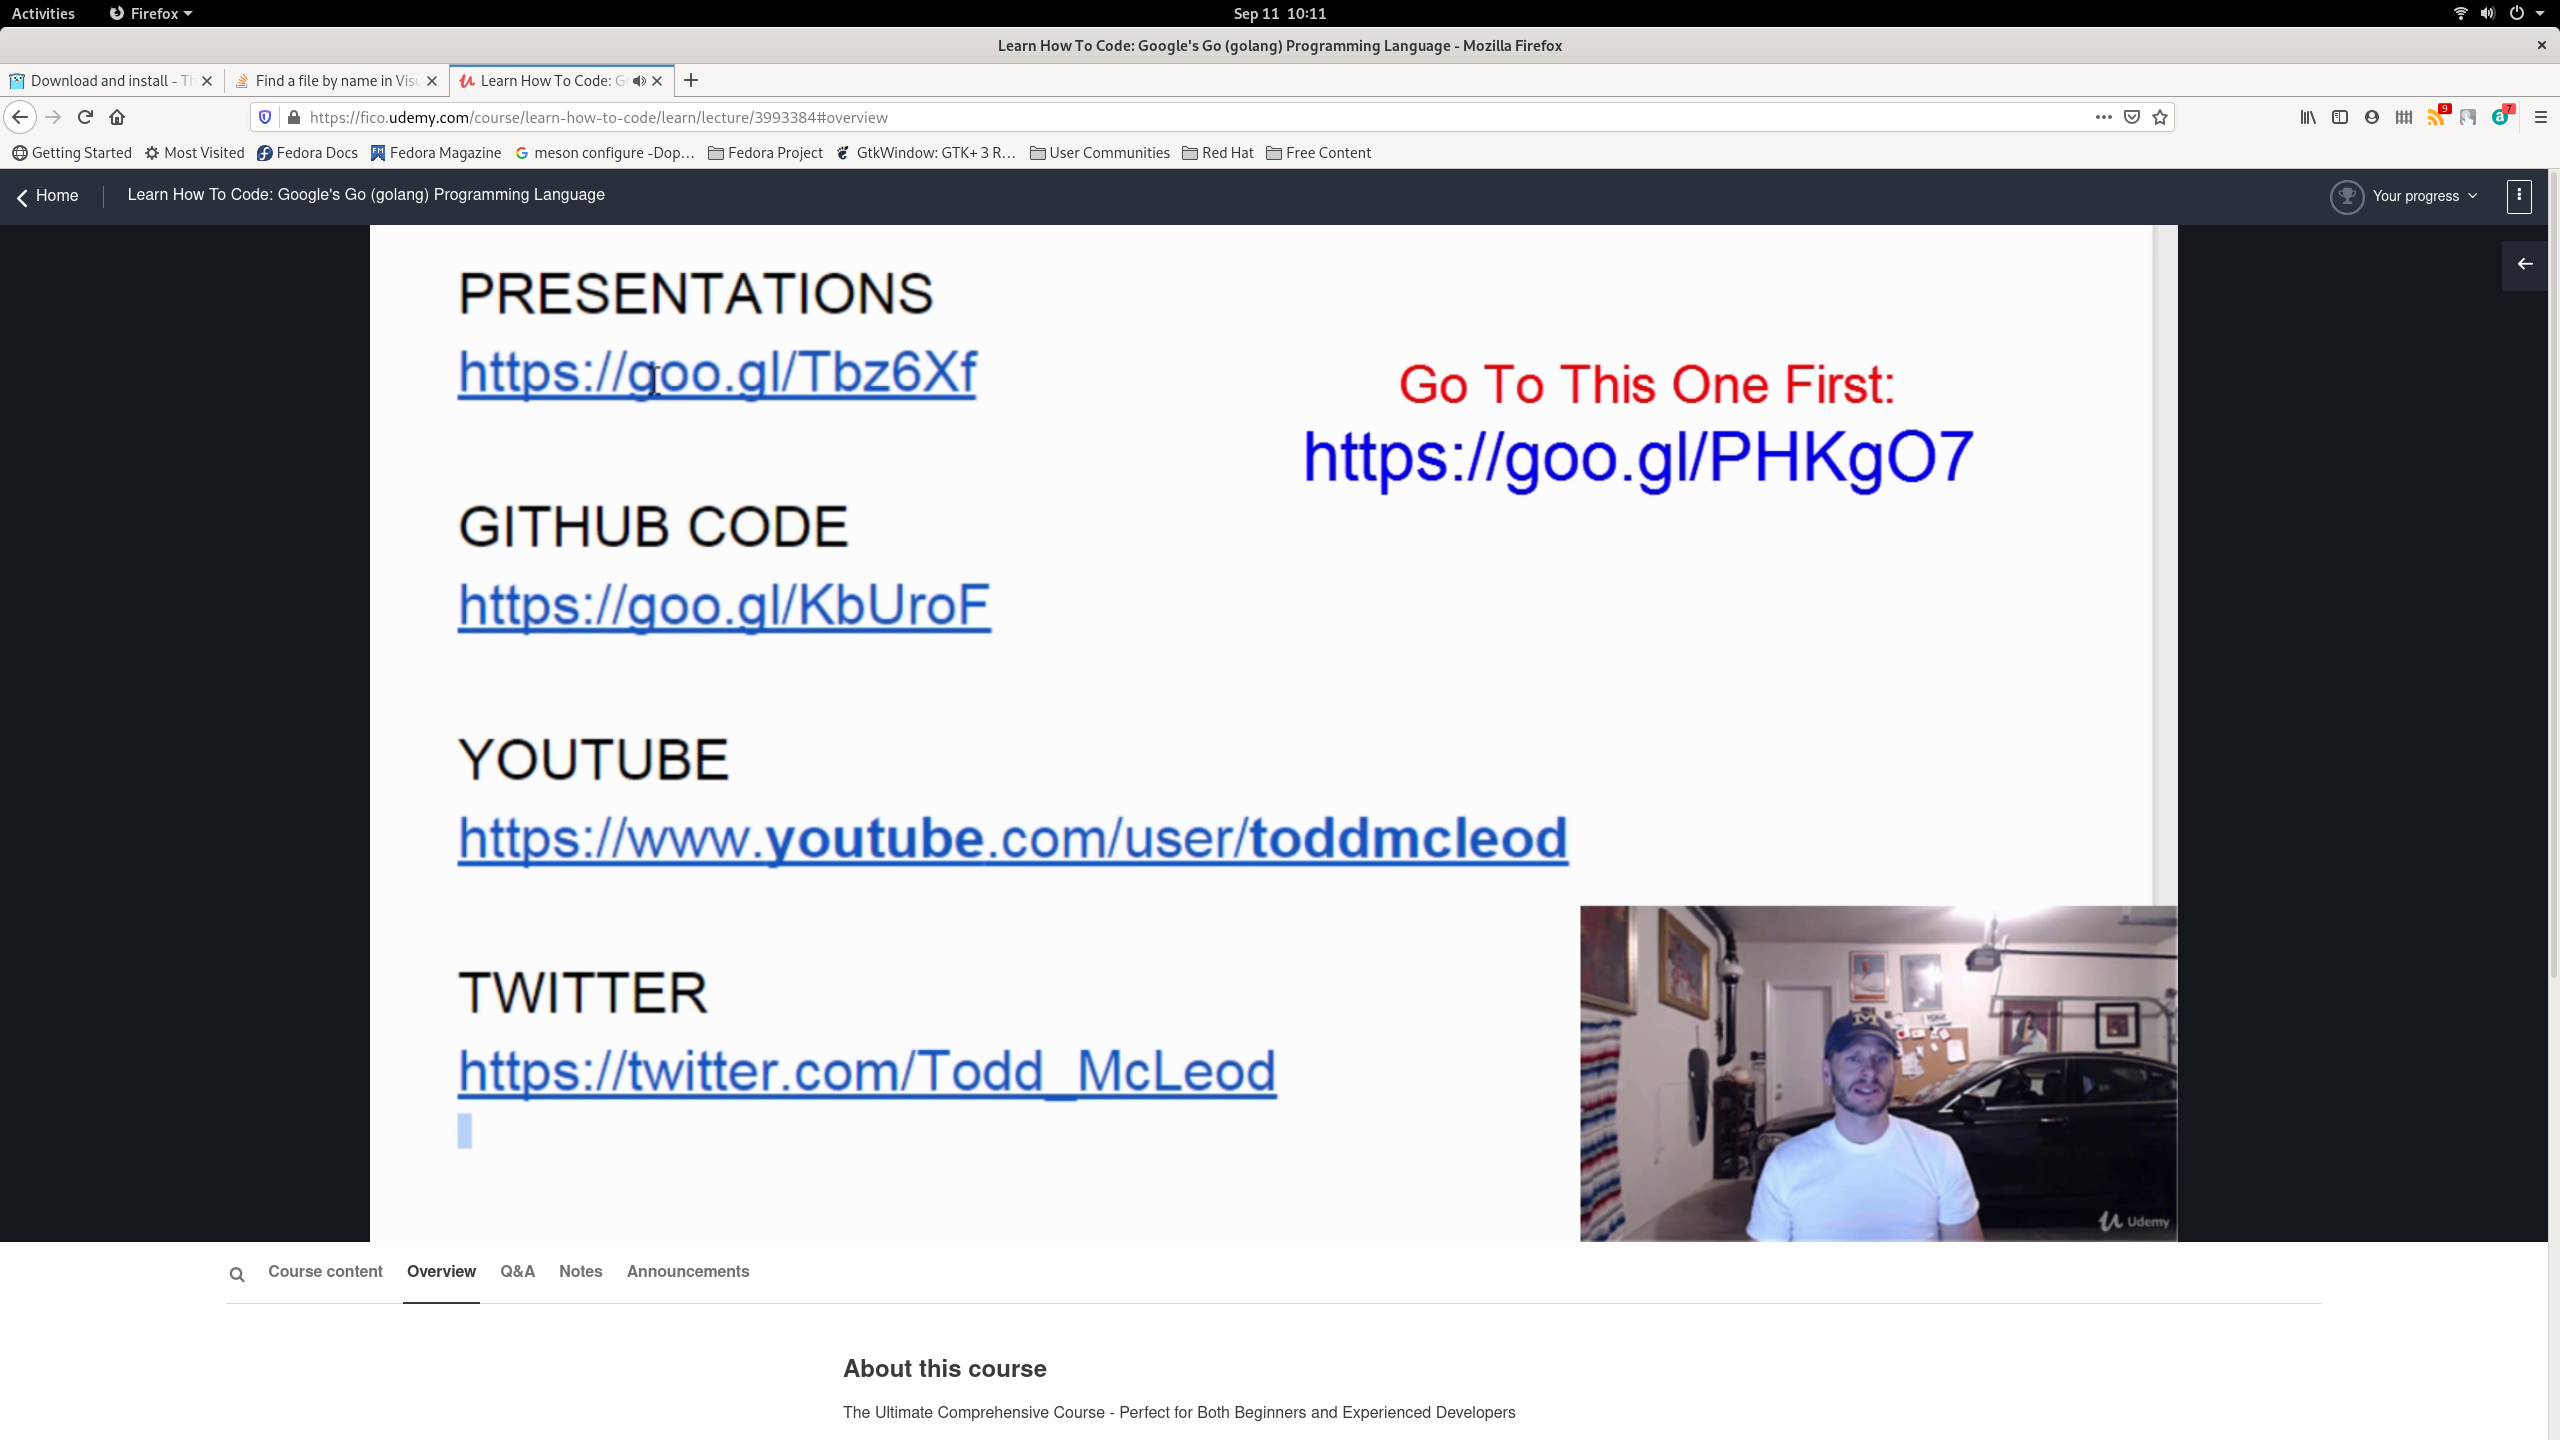 Activities Firefox Sep 11 10:11
Learn How To Code: Google's Go (golang) Programming Language - Mozilla Firefox
Download and install - Th Find a file by name in Visu Learn How To Code: G
https://fico.udemy.com/course/learn-how-to-code/learn/lecture/3993384#overview 9 7
Getting Started Most Visited Fedora Docs Fedora Magazine meson configure -Dop... Fedora Project GtkWindow: GTK+ 3 R... User Communities Red Hat Free Content
Home Learn How To Code: Google's Go (golang) Programming Language Your progress
PRESENTATIONS
https://goo.gl/Tbz6Xf
Go To This One First:
https://goo.gl/PHKgO7
GITHUB CODE
https://goo.gl/KbUroF
YOUTUBE
https://www.youtube.com/user/toddmcleod
TWITTER
https://twitter.com/Todd_McLeod
M
Udemy
Course content Overview Q&A Notes Announcements
About this course
The Ultimate Comprehensive Course - Perfect for Both Beginners and Experienced Developers